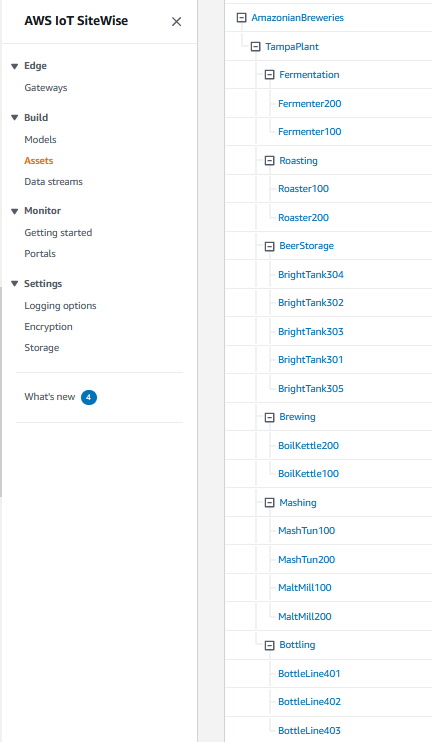 AWS IoT SiteWise
Edge
Gateways
Build
Models
Assets
Data streams
Monitor
Getting started
Portals
Settings
Logging options
Encryption
Storage
What's new 4
AmazonianBreweries
TampaPlant
Fermentation
Fermenter200
Fermenter100
Roasting
Roaster100
Roaster200
BeerStorage
BrightTank304
BrightTank302
BrightTank303
BrightTank301
BrightTank305
Brewing
BoilKettle200
BoilKettle100
Mashing
MashTun100
MashTun200
MaltMill100
MaltMill200
Bottling
BottleLine401
BottleLine402
BottleLine403